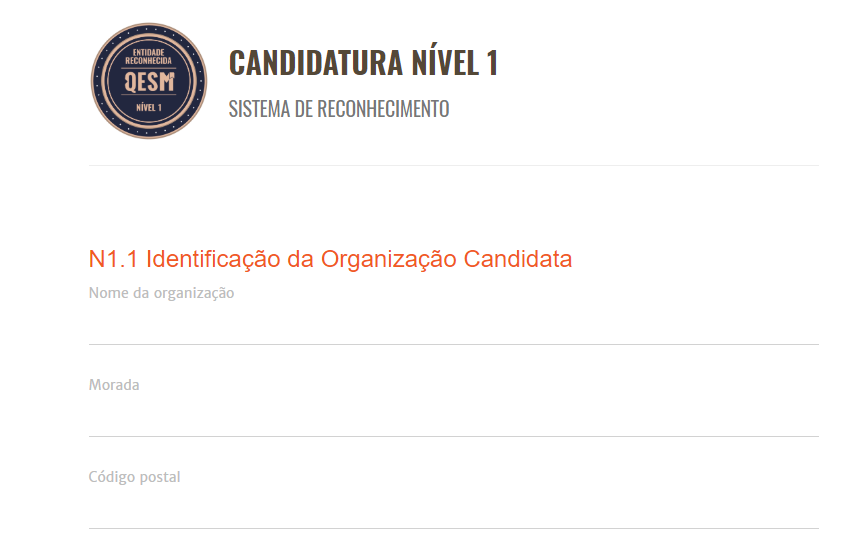 ENTIDADE
RECONHECIDA
QESM
NÍVEL 1
CANDIDATURA NÍVEL 1
SISTEMA DE RECONHECIMENTO
N1.1 Identificação da Organização Candidata
Nome da organização
Morada
Código postal